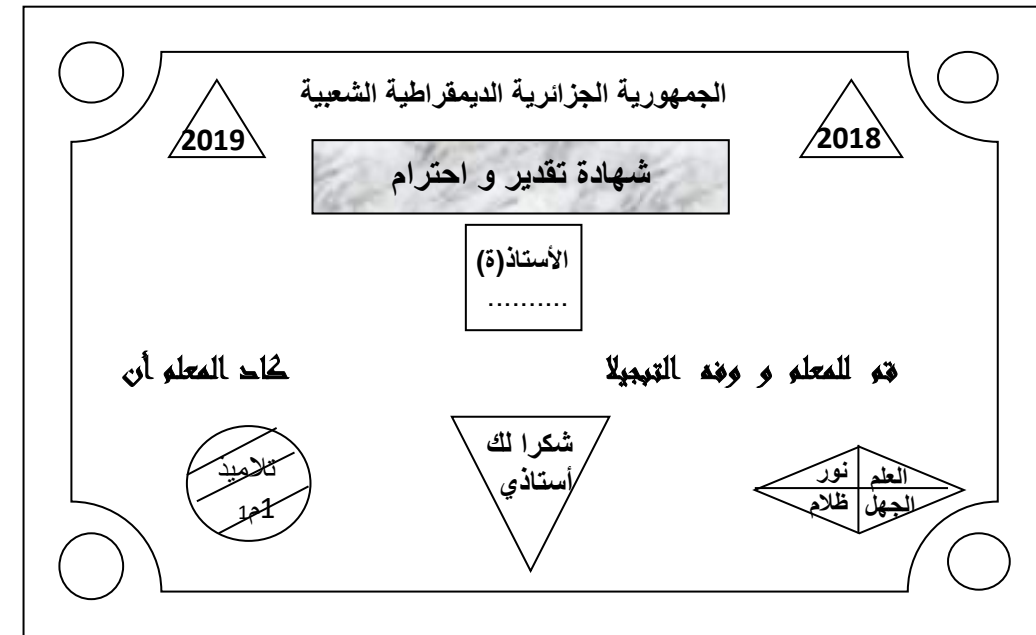 الجمهورية الجزائرية الديمقراطية الشعبية
2018
2019
شهادة تقدير و احترام
الأستاذ(ة)
..........
قم للمعلم و وفه التبجيلا
كاد المعلم أن
العلم نور
الجهل ظلام
شكرا لك
أستاذي
تلاميذ
1م1